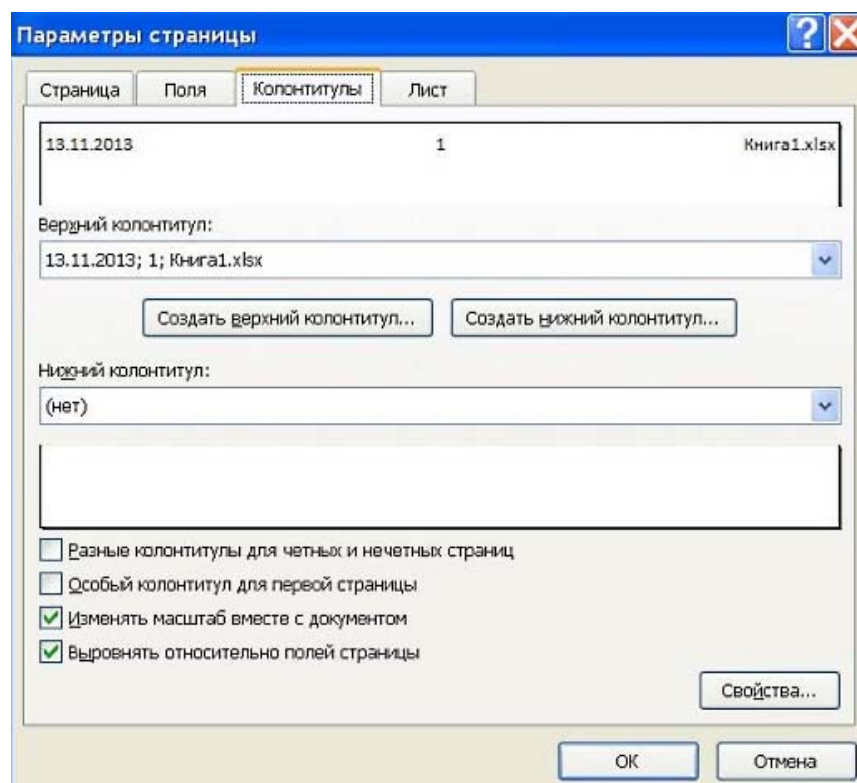 Параметры страницы ?
Страница Поля Колонтитулы Лист
13.11.2013 1 Книга1.xlsx
Верхний колонтитул:
13.11.2013; 1; Книга1.xlsx
Создать верхний колонтитул... Создать нижний колонтитул...
Нижний колонтитул:
(нет)
Разные колонтитулы для четных и нечетных страниц
Особый колонтитул для первой страницы
Изменять масштаб вместе с документом
Выровнять относительно полей страницы
Свойства...
ОК Отмена